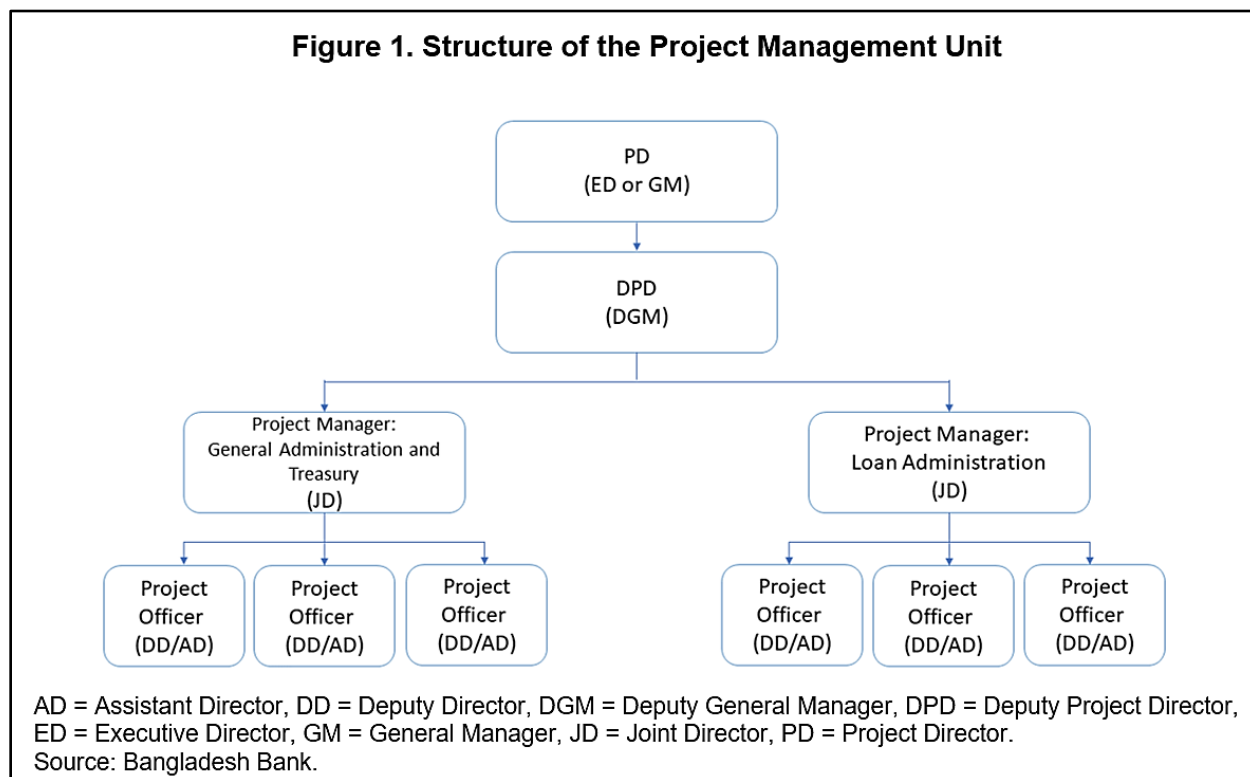 Figure 1. Structure of the Project Management Unit
PD
(ED or GM)
DPD
(DGM)
Project Manager:
General Administration and
Treasury
(JD)
Project Manager:
Loan Administration
(JD)
Project
Officer
(DD/AD)
Project
Officer
(DD/AD)
Project
Officer
(DD/AD)
Project
Officer
(DD/AD)
Project
Officer
(DD/AD)
Project
Officer
(DD/AD)
AD = Assistant Director, DD = Deputy Director, DGM = Deputy General Manager, DPD = Deputy Project Director,
ED = Executive Director, GM = General Manager, JD = Joint Director, PD = Project Director.
Source: Bangladesh Bank.